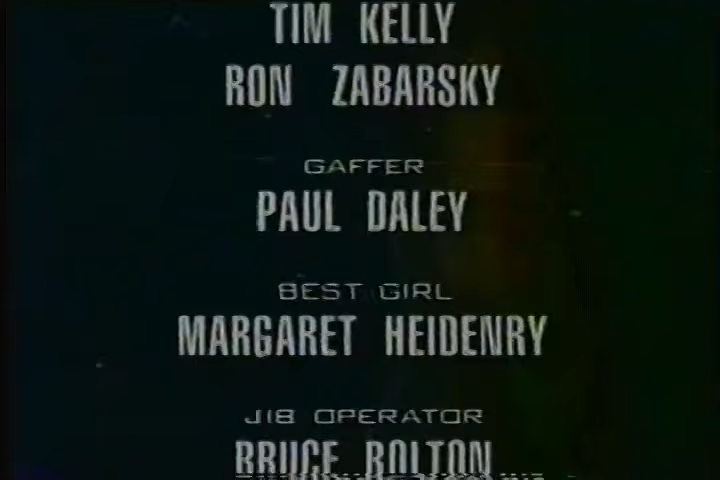 TIM KELLY
RON ZABARSKY
GAFFER
PAUL DALEY
BEST GIRL
MARGARET HEIDENRY
JIB OPERATOR
BRUCE BOLTON